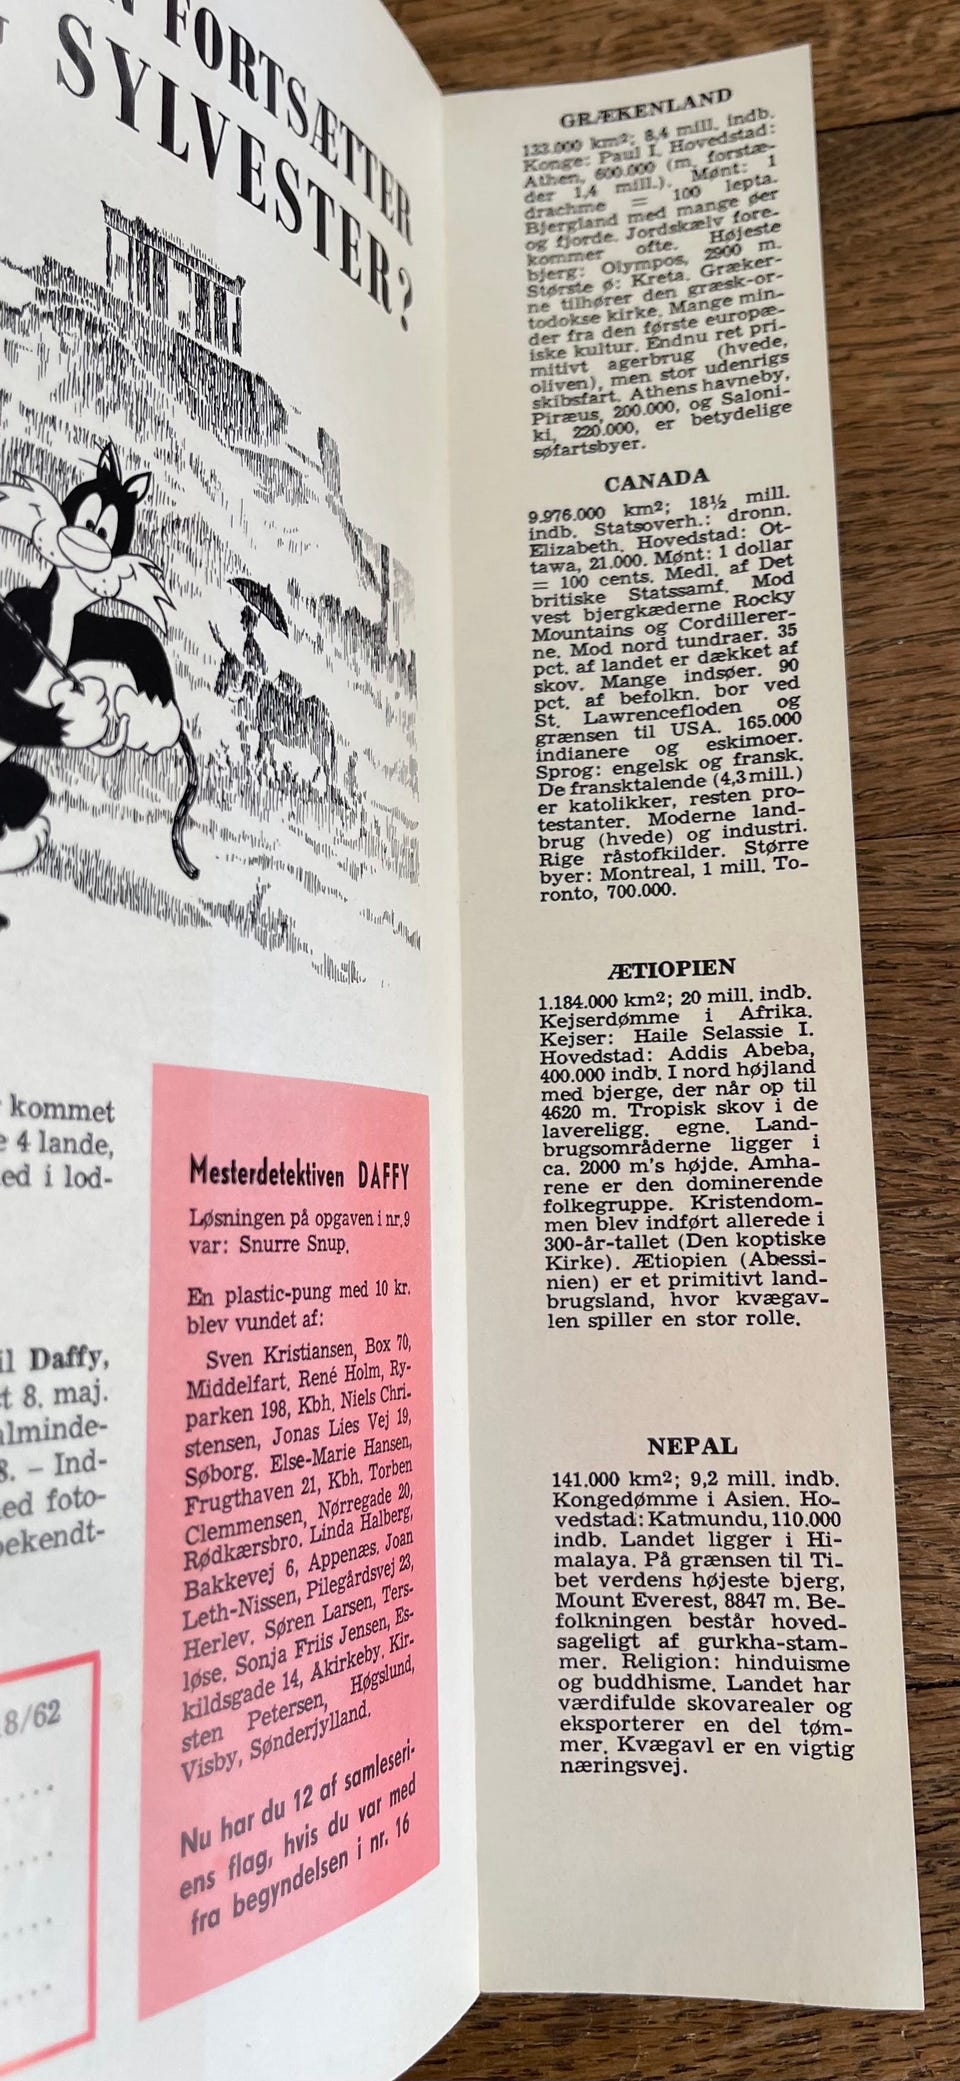 FORTSÆTTER
SYLVESTER?
kommet
4 lande,
ed i lod-
Daffy,
8. maj.
alminde-
8. – Ind-
ed foto-
bekendt-
8/62
Mesterdetektiven DAFFY
Løsningen på opgaven i nr. 9
var: Snurre Snup.
En plastic-pung med 10 kr.
blev vundet af:
Sven Kristiansen, Box 70,
Middelfart. René Holm, Ry-
parken 198, Kbh. Niels Chri-
stensen, Jonas Lies Vej 19,
Søborg. Else-Marie Hansen,
Frugthaven 21, Kbh. Torben
Clemmensen, Nørregade 20,
Rødkærsbro. Linda Halberg,
Bakkevej 6, Appenæs. Joan
Leth-Nissen, Pilegårdsvej 23,
Herlev. Søren Larsen, Ters-
løse. Sonja Friis Jensen, Es-
kildsgade 14, Akirkeby. Kir-
sten Petersen, Høgslund,
Visby, Sønderjylland.
Nu har du 12 af samleseri-
ens flag, hvis du var med
fra begyndelsen i nr. 16
GRÆKENLAND
133.000 km²; 8,4 mill. indb.
Konge: Paul I. Hovedstad:
Athen, 600.000 (m. forstæ-
der 1,4 mill.). Mønt: 1
drachme = 100 lepta.
Bjergland med mange øer
og fjorde. Jordskælv fore-
kommer ofte. Højeste
bjerg: Olympos, 2900 m.
Største ø: Kreta. Græker-
ne tilhører den græsk-or-
todokse kirke. Mange min-
der fra den første europæ-
iske kultur. Endnu ret pri-
mitivt agerbrug (hvede,
oliven), men stor udenrigs
skibsfart. Athens havneby,
Piræus, 200.000, og Saloni-
ki, 220.000, er betydelige
søfartsbyer.
CANADA
9.976.000 km²; 18½ mill.
indb. Statsoverh.: dronn.
Elizabeth. Hovedstad: Ot-
tawa, 21.000. Mønt: 1 dollar
= 100 cents. Medl. af Det
britiske Statssamf. Mod
vest bjergkæderne Rocky
Mountains og Cordillerer-
ne. Mod nord tundraer. 35
pct. af landet er dækket af
skov. Mange indsøer. 90
pct. af befolkn. bor ved
St. Lawrencefloden og
grænsen til USA. 165.000
indianere og eskimoer.
Sprog: engelsk og fransk.
De fransktalende (4,3 mill.)
er katolikker, resten pro-
testanter. Moderne land-
brug (hvede) og industri.
Rige råstofkilder. Større
byer: Montreal, 1 mill. To-
ronto, 700.000.
ÆTIOPIEN
1.184.000 km²; 20 mill. indb.
Kejserdømme i Afrika.
Kejser: Haile Selassie I.
Hovedstad: Addis Abeba,
400.000 indb. I nord højland
med bjerge, der når op til
4620 m. Tropisk skov i de
lavereligg. egne. Land-
brugsområderne ligger i
ca. 2000 m's højde. Amha-
rene er den dominerende
folkegruppe. Kristendom-
men blev indført allerede i
300-år-tallet (Den koptiske
Kirke). Ætiopien (Abessi-
nien) er et primitivt land-
brugsland, hvor kvægav-
len spiller en stor rolle.
NEPAL
141.000 km²; 9,2 mill. indb.
Kongedømme i Asien. Ho-
vedstad: Katmundu, 110.000
indb. Landet ligger i Hi-
malaya. På grænsen til Ti-
bet verdens højeste bjerg,
Mount Everest, 8847 m. Be-
folkningen består hoved-
sageligt af gurkha-stam-
mer. Religion: hinduisme
og buddhisme. Landet har
værdifulde skovarealer og
eksporterer en del tøm-
mer. Kvægavl er en vigtig
næringsvej.